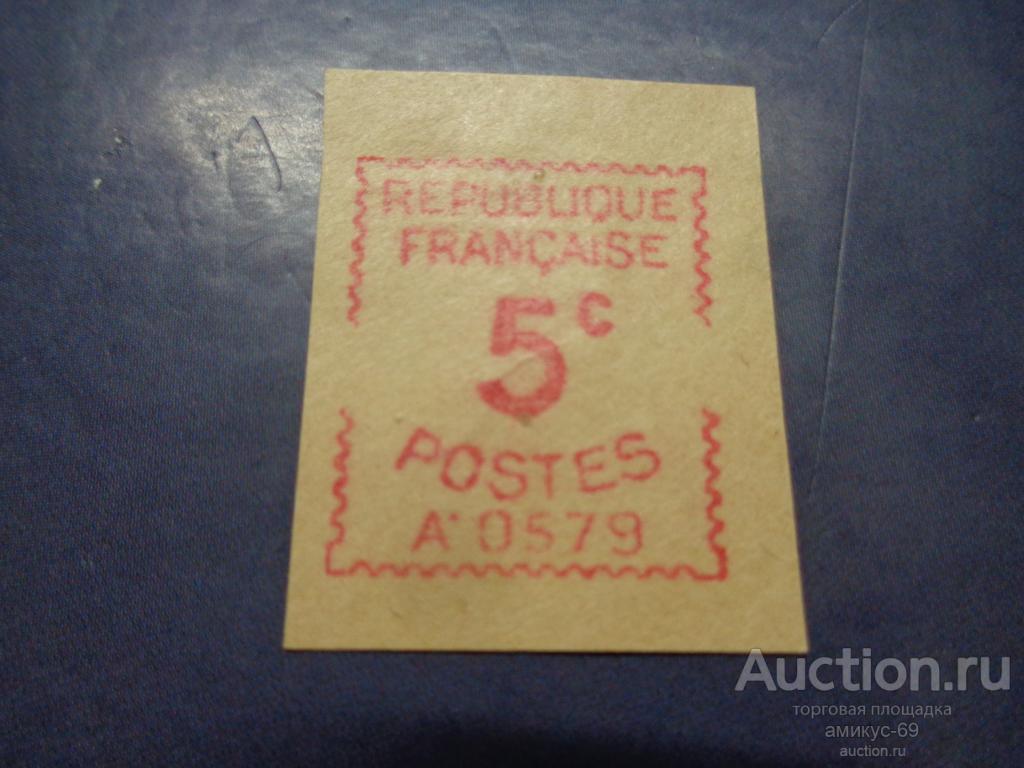 REPUBLIQUE
FRANÇAISE
5c
POSTES
A·0579
Auction.ru
торговая площадка
амикус-69
auction.ru